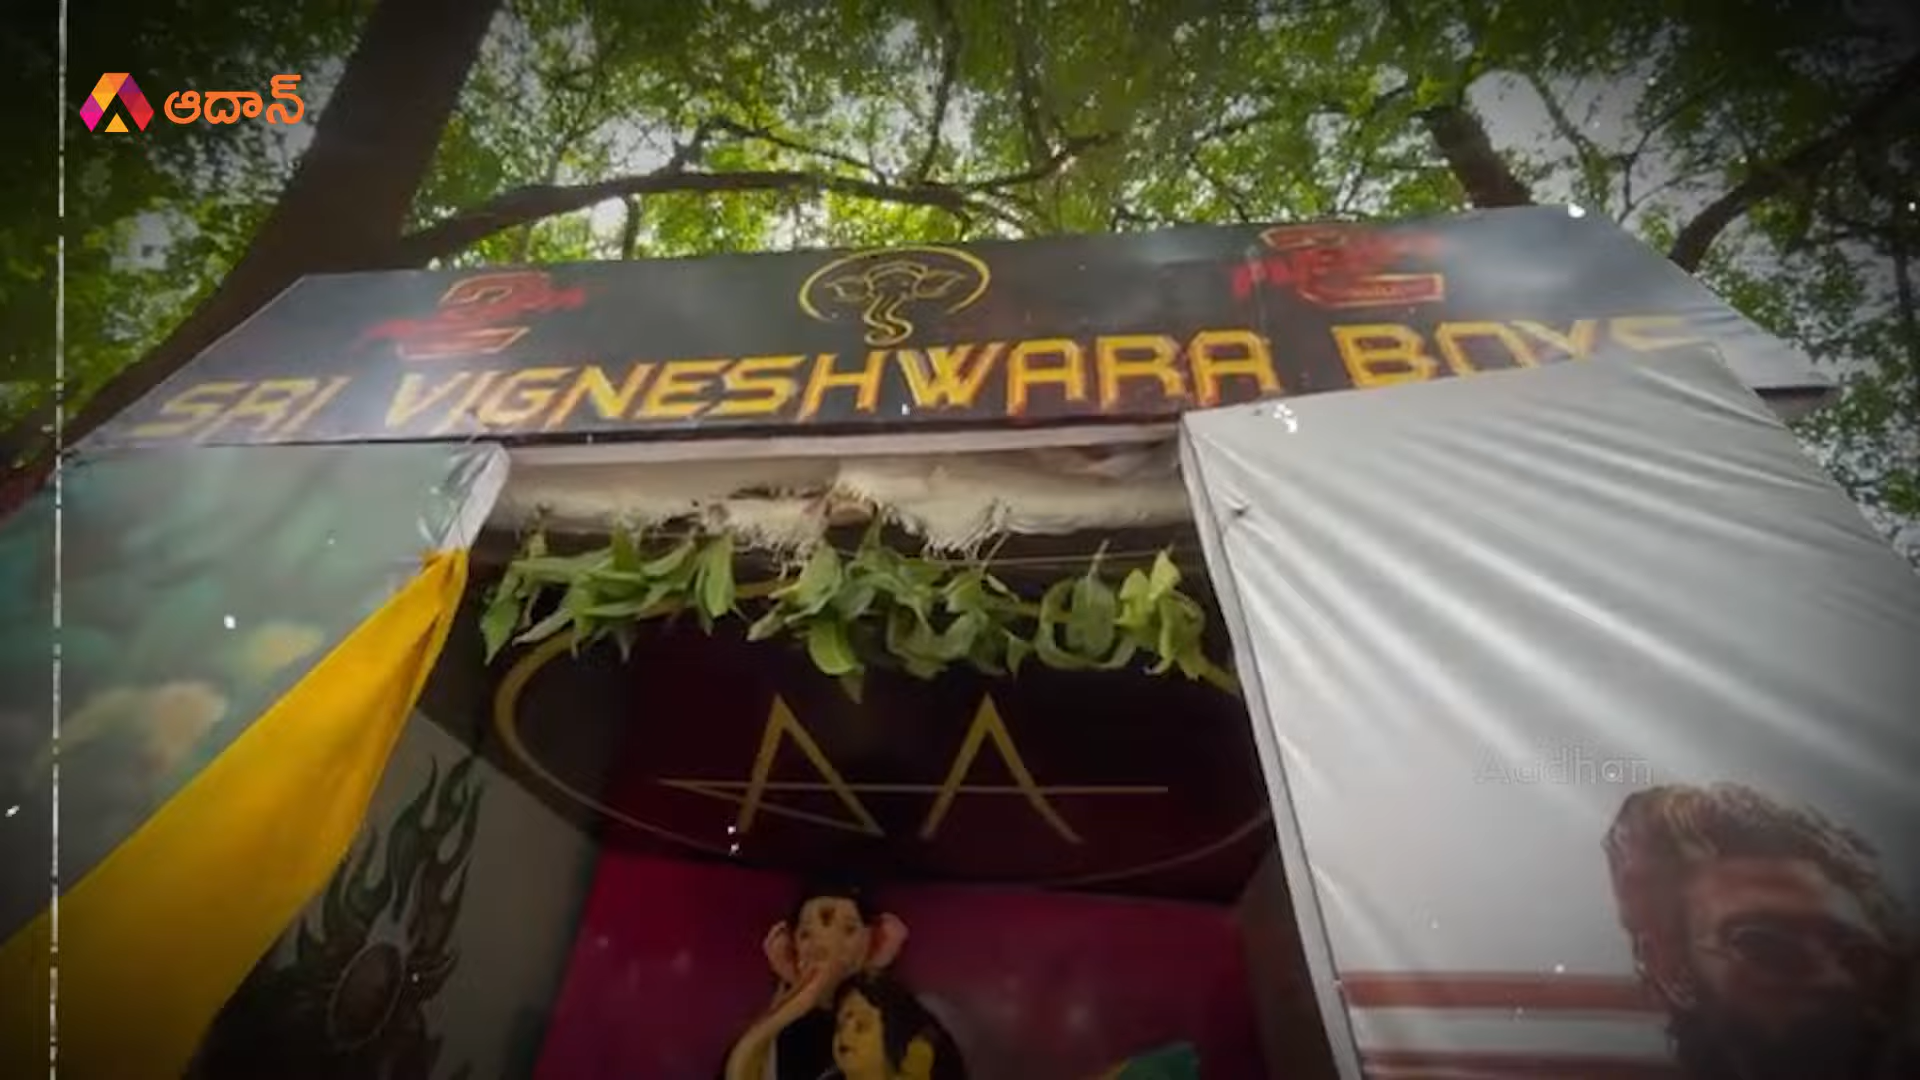 ఆదాన్
SRI VIGNESHWARA BOYS
AA
Aadhan